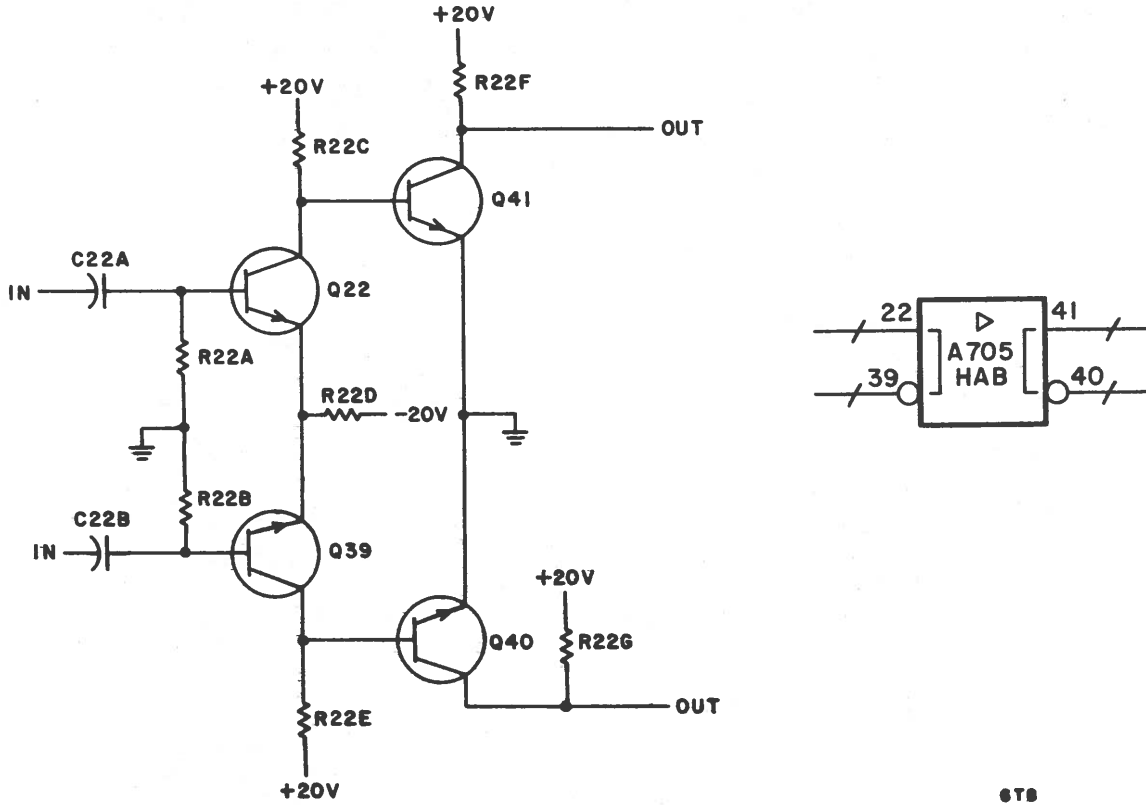 +20V
R22F
+20V
OUT
R22C
Q41
C22A
IN
Q22
R22A
R22D
-20V
R22B
C22B
IN
Q39
+20V
Q40
R22G
R22E
OUT
+20V
22
41
A705
39
HAB
40
6TB